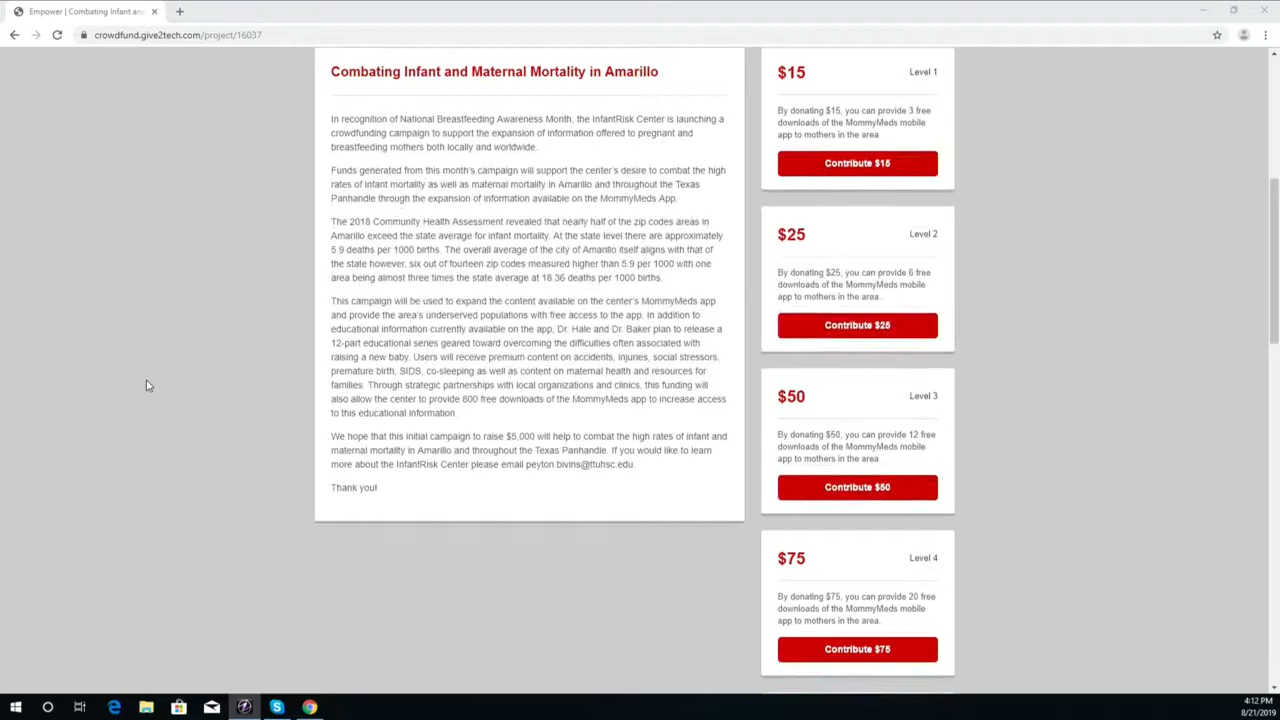 Empower | Combating Infant and
crowdfund.give2tech.com/project/16037
Combating Infant and Maternal Mortality in Amarillo
In recognition of National Breastfeeding Awareness Month, the InfantRisk Center is launching a
crowdfunding campaign to support the expansion of information offered to pregnant and
breastfeeding mothers both locally and worldwide.
Funds generated from this month's campaign will support the center's desire to combat the high
rates of infant mortality as well as maternal mortality in Amarillo and throughout the Texas
Panhandle through the expansion of information available on the MommyMeds App.
The 2018 Community Health Assessment revealed that nearly half of the zip codes areas in
Amarillo exceed the state average for infant mortality. At the state level there are approximately
5.9 deaths per 1000 births. The overall average of the city of Amarillo itself aligns with that of
the state however, six out of fourteen zip codes measured higher than 5.9 per 1000 with one
area being almost three times the state average at 18.36 deaths per 1000 births.
This campaign will be used to expand the content available on the center's MommyMeds app
and provide the area's underserved populations with free access to the app. In addition to
educational information currently available on the app, Dr. Hale and Dr. Baker plan to release a
12-part educational series geared toward overcoming the difficulties often associated with
raising a new baby. Users will receive premium content on accidents, injuries, social stressors,
premature birth, SIDS, co-sleeping as well as content on maternal health and resources for
families. Through strategic partnerships with local organizations and clinics, this funding will
also allow the center to provide 800 free downloads of the MommyMeds app to increase access
to this educational information.
We hope that this initial campaign to raise $5,000 will help to combat the high rates of infant and
maternal mortality in Amarillo and throughout the Texas Panhandle. If you would like to learn
more about the InfantRisk Center please email peyton.bivins@ttuhsc.edu.
Thank you!
$15 Level 1
By donating $15, you can provide 3 free
downloads of the MommyMeds mobile
app to mothers in the area.
Contribute $15
$25 Level 2
By donating $25, you can provide 6 free
downloads of the MommyMeds mobile
app to mothers in the area..
Contribute $25
$50 Level 3
By donating $50, you can provide 12 free
downloads of the MommyMeds mobile
app to mothers in the area.
Contribute $50
$75 Level 4
By donating $75, you can provide 20 free
downloads of the MommyMeds mobile
app to mothers in the area.
Contribute $75
4:12 PM
8/21/2019